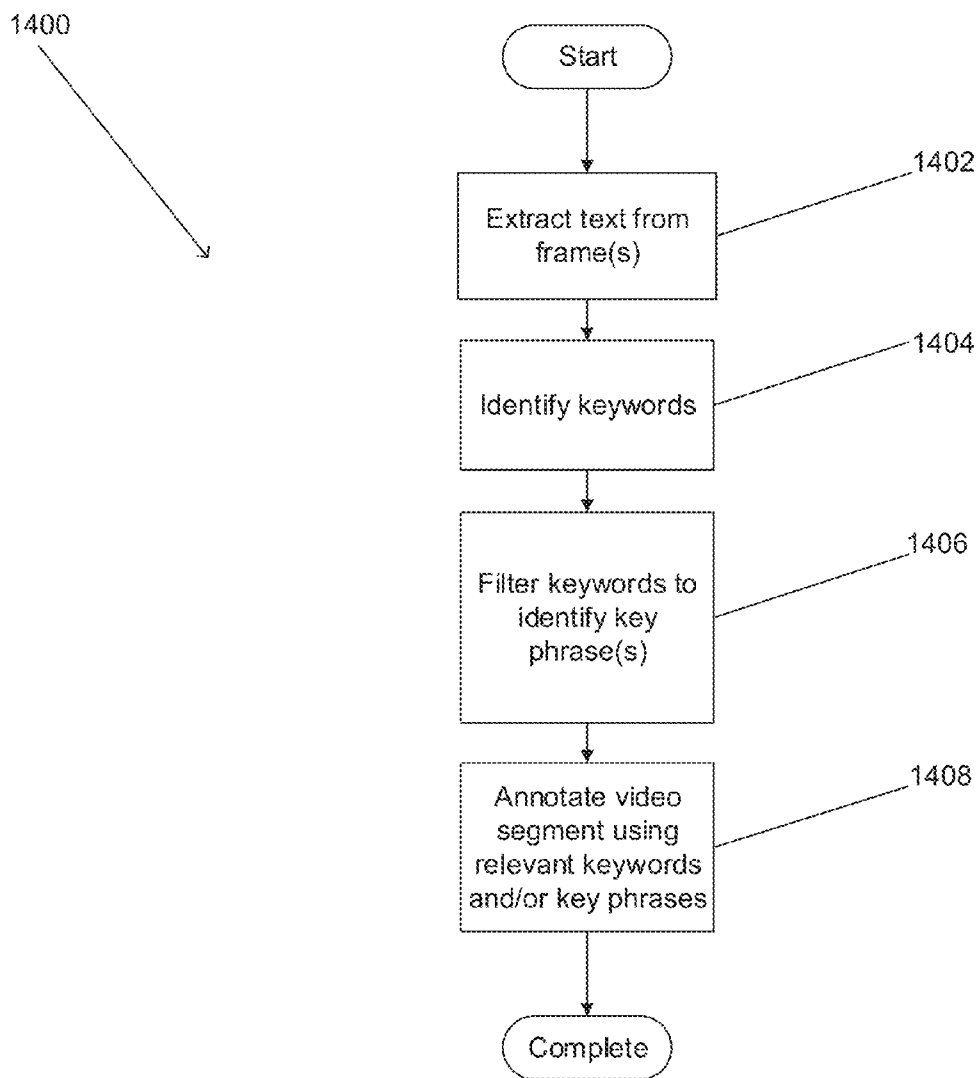 1400
Start
1402
Extract text from
frame(s)
1404
Identify keywords
1406
Filter keywords to
identify key
phrase(s)
1408
Annotate video
segment using
relevant keywords
and/or key phrases
Complete